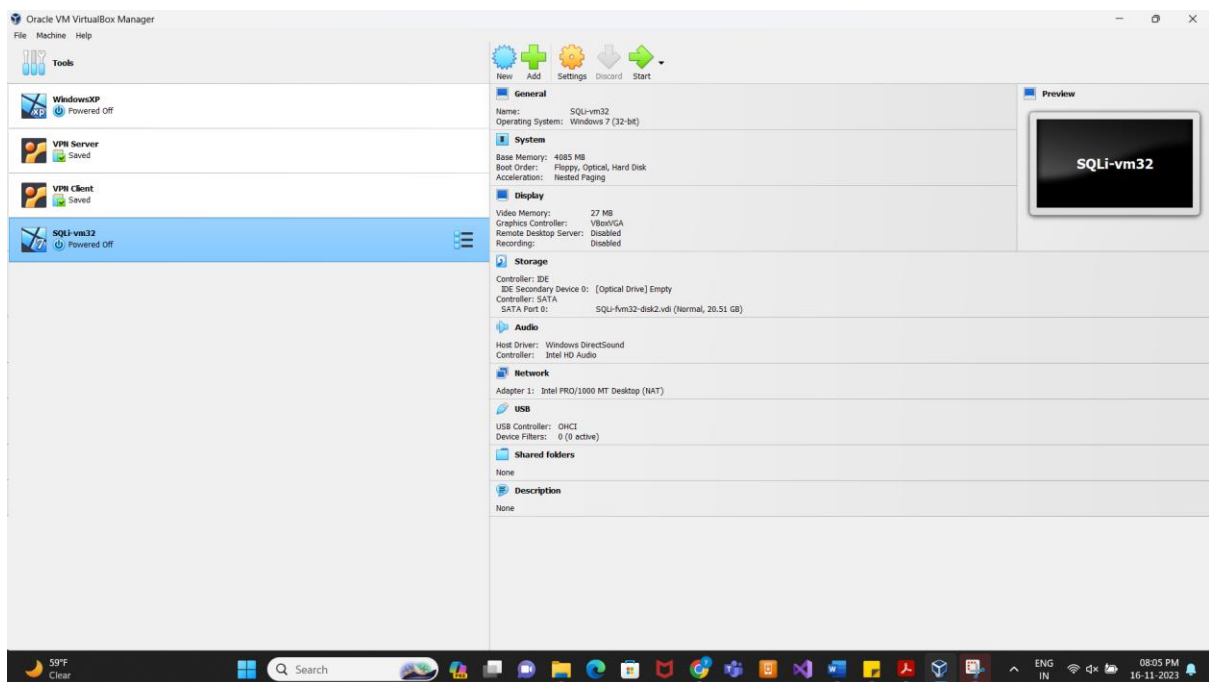 Oracle VM VirtualBox Manager
File Machine Help
Tools
New Add Settings Discard Start
WindowsXP
Powered Off
VPN Server
Saved
VPN Client
Saved
SQLi-vm32
Powered Off
General
Name: SQLi-vm32
Operating System: Windows 7 (32-bit)
System
Base Memory: 4085 MB
Boot Order: Floppy, Optical, Hard Disk
Acceleration: Nested Paging
Display
Video Memory: 27 MB
Graphics Controller: VBoxVGA
Remote Desktop Server: Disabled
Recording: Disabled
Storage
Controller: IDE
IDE Secondary Device 0: [Optical Drive] Empty
Controller: SATA
SATA Port 0: SQLi-fvm32-disk2.vdi (Normal, 20.51 GB)
Audio
Host Driver: Windows DirectSound
Controller: Intel HD Audio
Network
Adapter 1: Intel PRO/1000 MT Desktop (NAT)
USB
USB Controller: OHCI
Device Filters: 0 (0 active)
Shared folders
None
Description
None
Preview
SQLi-vm32
59°F
Clear
Search
ENG
IN
08:05 PM
16-11-2023